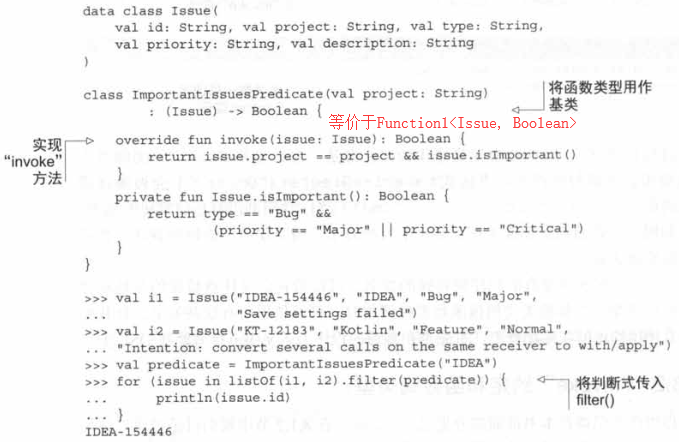 data class Issue(
val id: String, val project: String, val type: String,
val priority: String, val description: String
)
class ImportantIssuesPredicate(val project: String)
: (Issue) -> Boolean {
将函数类型用作
基类
等价于Function1<Issue, Boolean>
实现
“invoke”
方法
override fun invoke(issue: Issue): Boolean {
return issue.project == project && issue.isImportant()
}
private fun Issue.isImportant(): Boolean {
return type == "Bug" &&
(priority == "Major" || priority == "Critical")
}
}
>>> val i1 = Issue("IDEA-154446", "IDEA", "Bug", "Major",
... "Save settings failed")
>>> val i2 = Issue("KT-12183", "Kotlin", "Feature", "Normal",
... "Intention: convert several calls on the same receiver to with/apply")
>>> val predicate = ImportantIssuesPredicate("IDEA")
>>> for (issue in listOf(i1, i2).filter(predicate)) {
将判断式传入
filter()
... println(issue.id)
... }
IDEA-154446